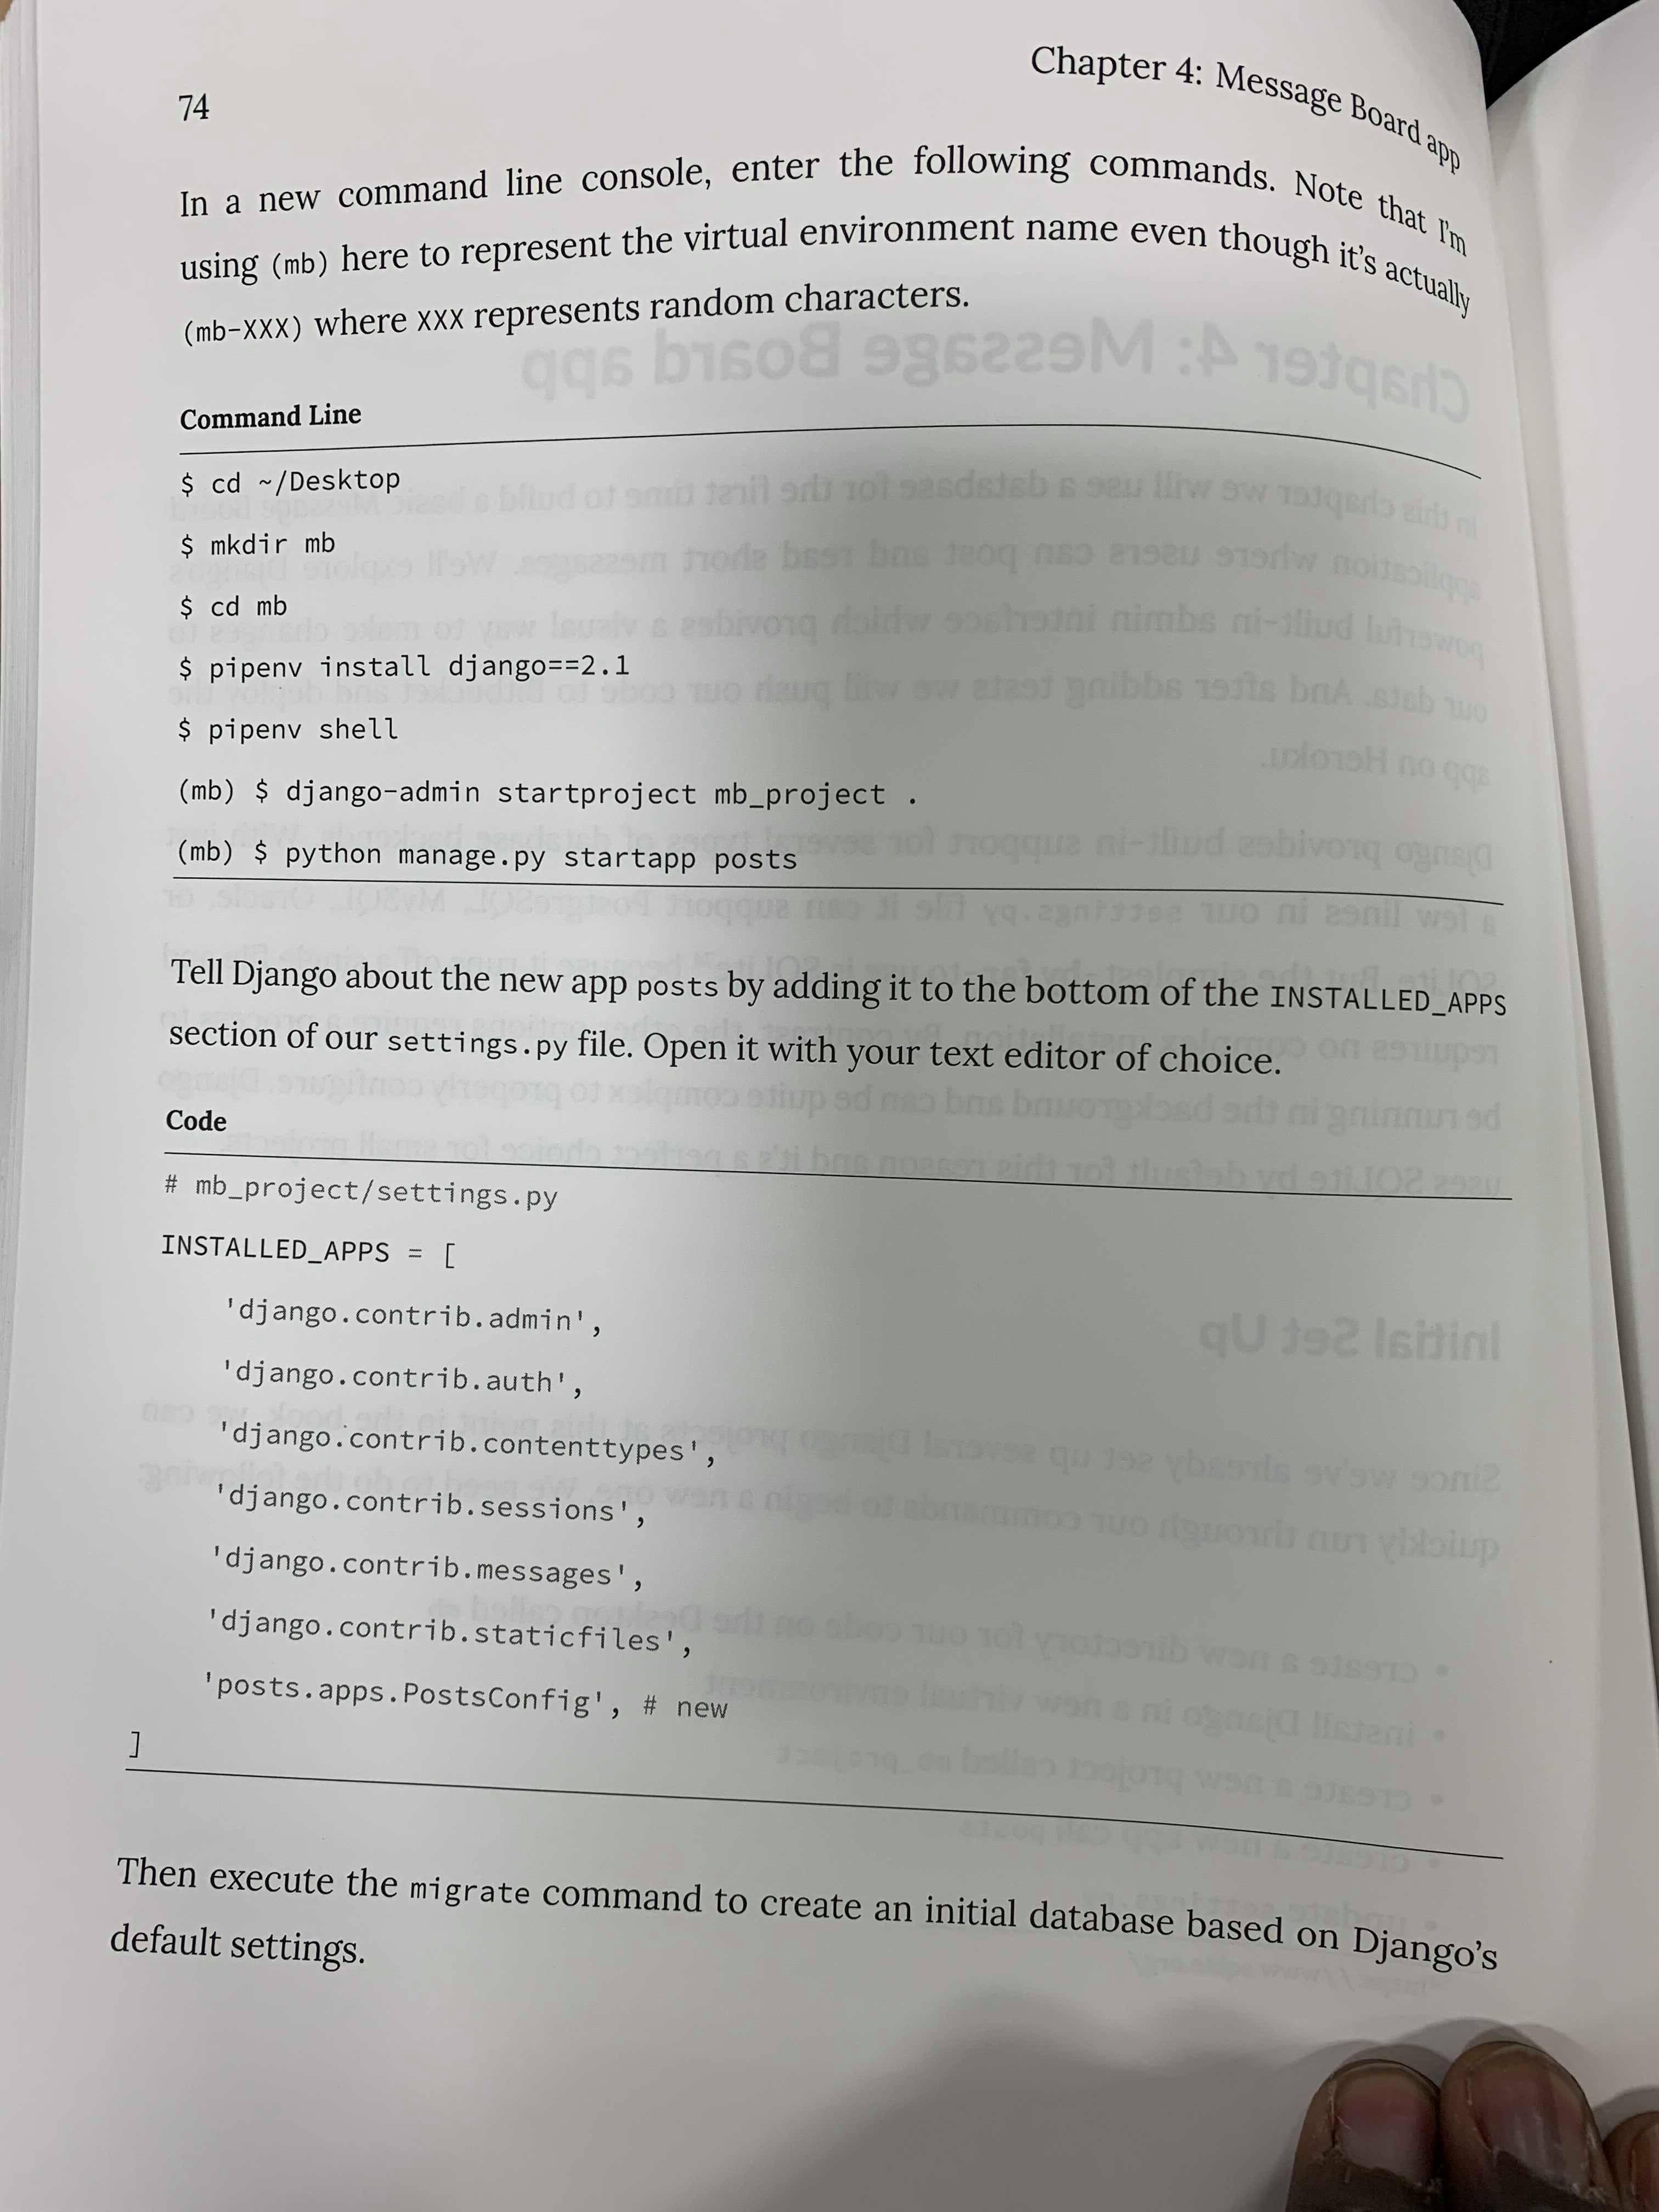 74
Chapter 4: Message Board app
In a new command line console, enter the following commands. Note that I'm
using (mb) here to represent the virtual environment name even though it's actually
(mb-XXX) where XXX represents random characters.
Command Line
$ cd ~/Desktop
$ mkdir mb
$ cd mb
$ pipenv install django==2.1
$ pipenv shell
(mb) $ django-admin startproject mb_project .
(mb) $ python manage.py startapp posts
Tell Django about the new app posts by adding it to the bottom of the INSTALLED_APPS
section of our settings.py file. Open it with your text editor of choice.
Code
# mb_project/settings.py
INSTALLED_APPS = [
    'django.contrib.admin',
    'django.contrib.auth',
    'django.contrib.contenttypes',
    'django.contrib.sessions',
    'django.contrib.messages',
    'django.contrib.staticfiles',
    'posts.apps.PostsConfig', # new
]
Then execute the migrate command to create an initial database based on Django's
default settings.